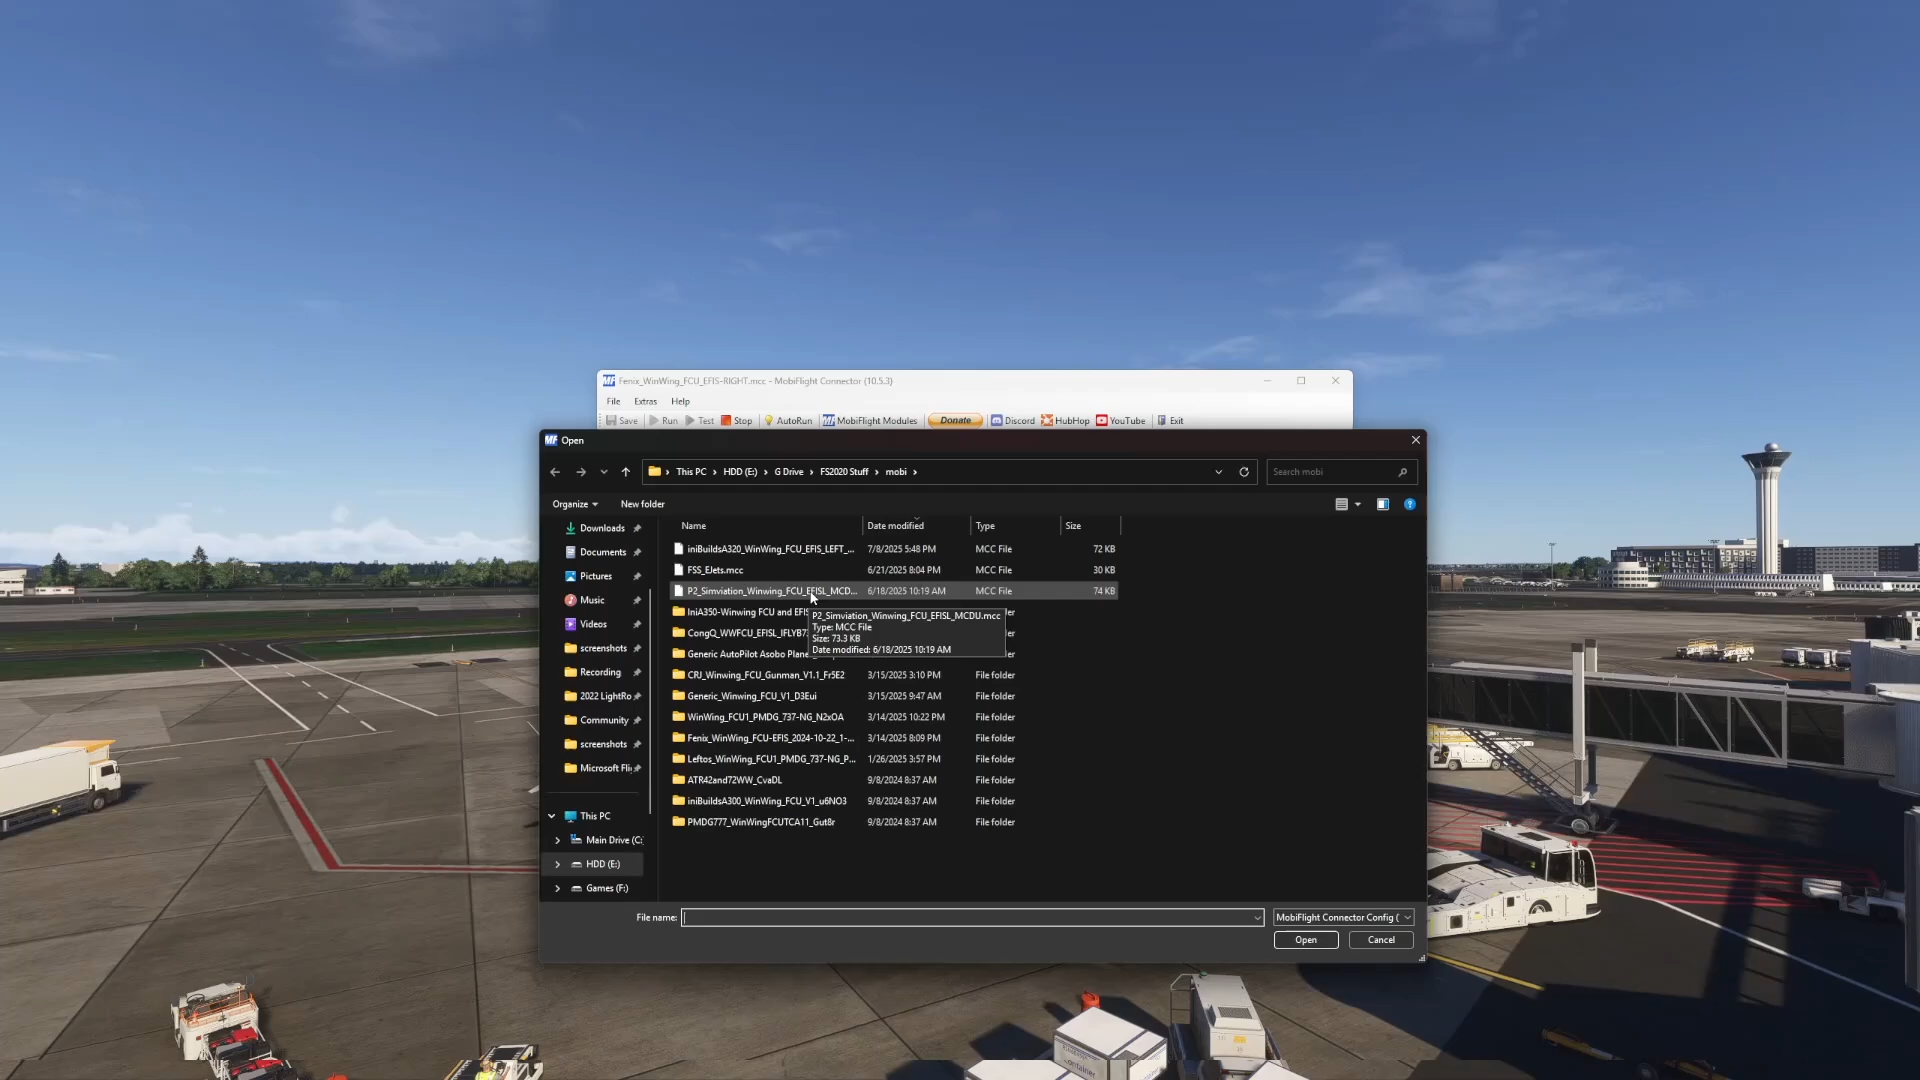 Fenix_WinWing_FCU_EFIS-RIGHT.mcc - MobiFlight Connector (10.5.3)
File Extras Help
Save Run Test Stop AutoRun MobiFlight Modules Donate Discord HubHop YouTube Exit
Open
This PC HDD (E:) G Drive FS2020 Stuff mobi Search mobi
Organize New folder
Downloads
Documents
Pictures
Music
Videos
screenshots
Recording
2022 LightRo
Community
screenshots
Microsoft Fli
This PC
Main Drive (C:
HDD (E:)
Games (F:)
Name Date modified Type Size
iniBuildsA320_WinWing_FCU_EFIS_LEFT_... 7/8/2025 5:48 PM MCC File 72 KB
FSS_EJets.mcc 6/21/2025 8:04 PM MCC File 30 KB
P2_Simviation_Winwing_FCU_EFISL_MCD... 6/18/2025 10:19 AM MCC File 74 KB
IniA350-Winwing FCU and EFIS
CongQ_WWFCU_EFISL_IFLYB73
Generic AutoPilot Asobo Plane
P2_Simviation_Winwing_FCU_EFISL_MCDU.mcc
Type: MCC File
Size: 73.3 KB
Date modified: 6/18/2025 10:19 AM
CRJ_Winwing_FCU_Gunman_V1.1_Fr5E2 3/15/2025 3:10 PM File folder
Generic_Winwing_FCU_V1_D3Eui 3/15/2025 9:47 AM File folder
WinWing_FCU1_PMDG_737-NG_N2xOA 3/14/2025 10:22 PM File folder
Fenix_WinWing_FCU-EFIS_2024-10-22_1-... 3/14/2025 8:09 PM File folder
Leftos_WinWing_FCU1_PMDG_737-NG_P... 1/26/2025 3:57 PM File folder
ATR42and72WW_CvaDL 9/8/2024 8:37 AM File folder
iniBuildsA300_WinWing_FCU_V1_u6NO3 9/8/2024 8:37 AM File folder
PMDG777_WinWingFCUTCA11_Gut8r 9/8/2024 8:37 AM File folder
File name: MobiFlight Connector Config (
Open Cancel